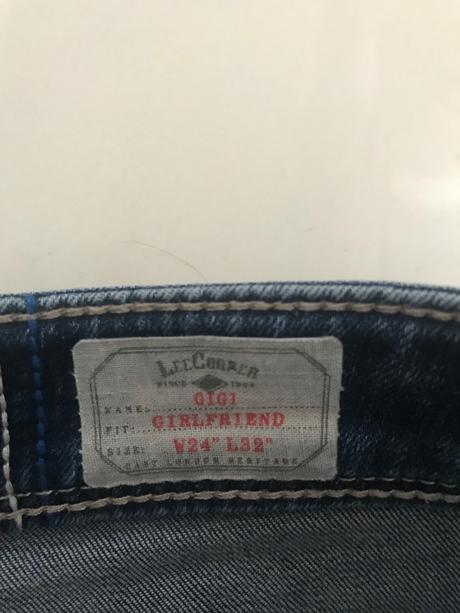 LEECOOPER
SINCE 1908
NAME: GIGI
FIT: GIRLFRIEND
SIZE: W24" L32"
EAST LONDON HERITAGE